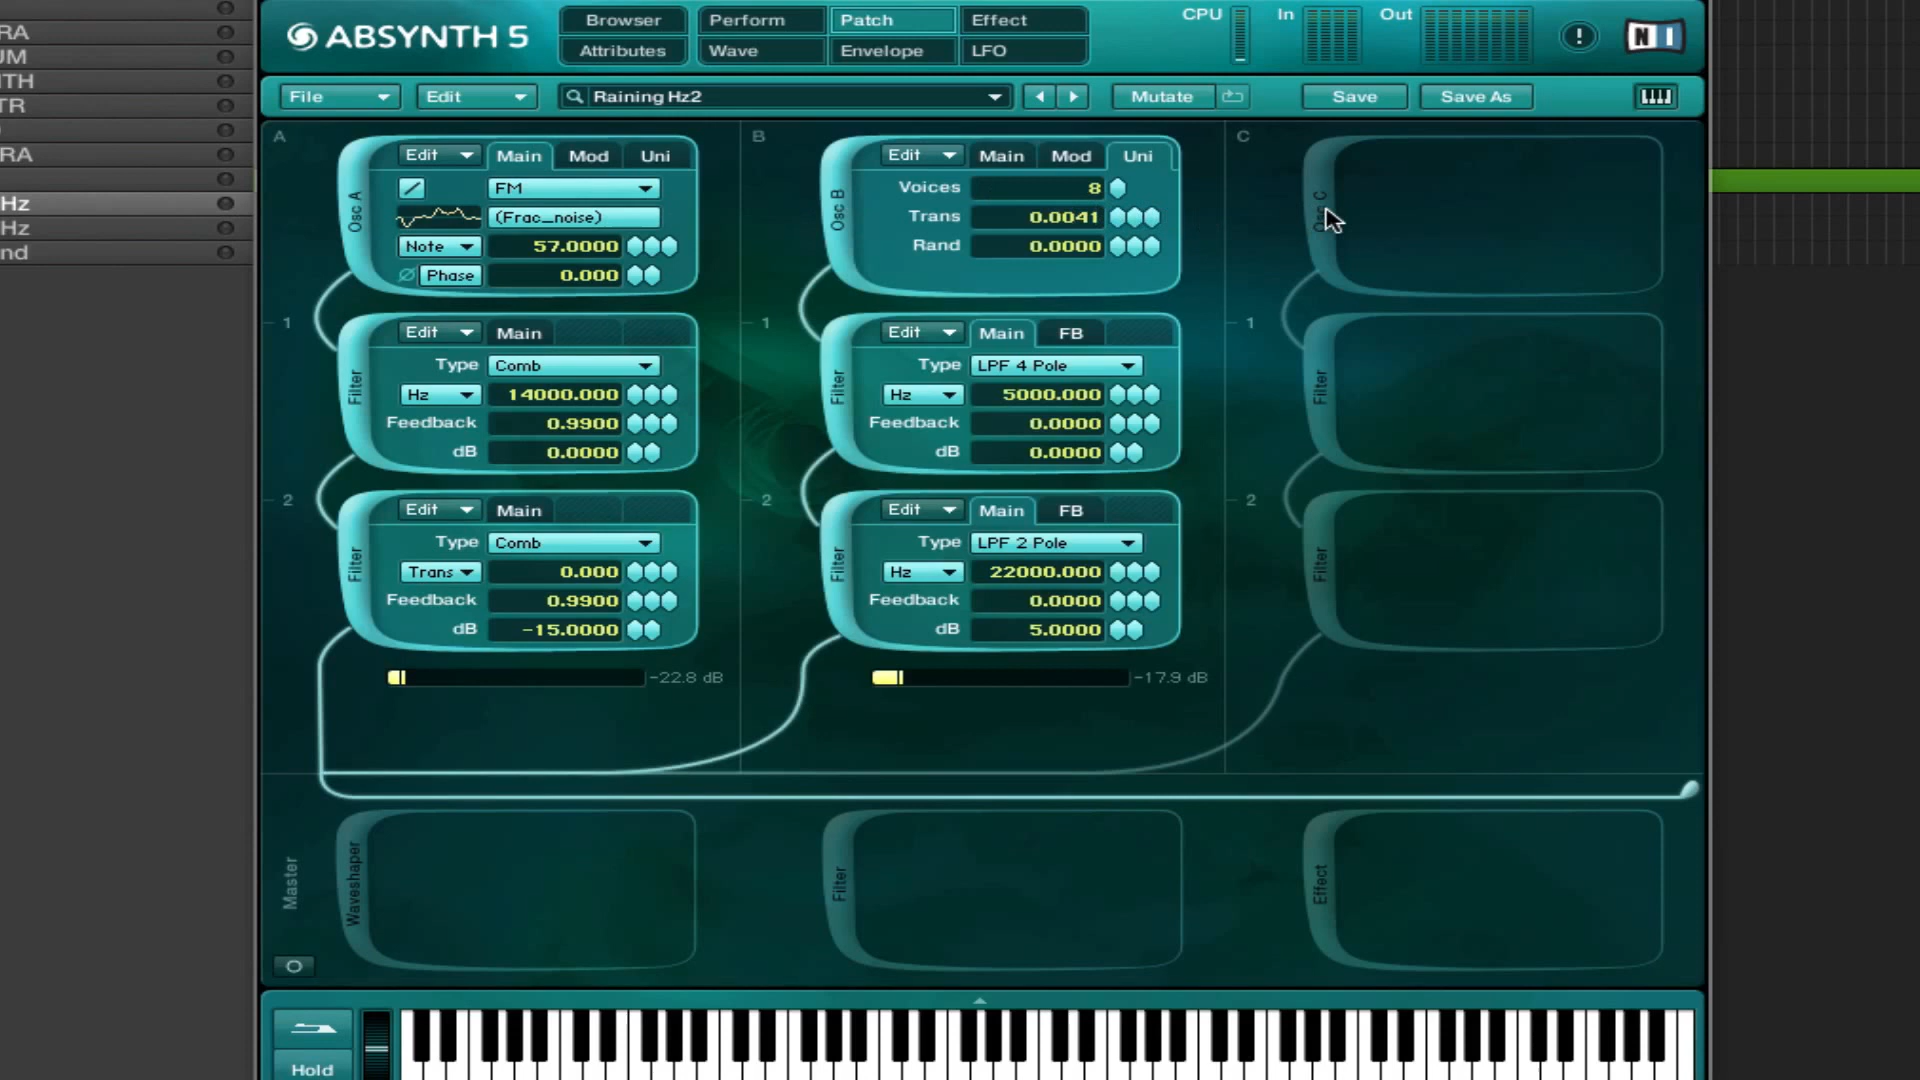 RA
UM
TH
TR
RA
Hz
Hz
nd
ABSYNTH 5
Browser
Perform
Patch
Effect
Attributes
Wave
Envelope
LFO
CPU
In
Out
!
NI
File
Edit
Raining Hz2
Mutate
Save
Save As
A
B
C
Osc A
Edit
Main
Mod
Uni
FM
(Frac_noise)
Note
57.0000
Phase
0.000
Osc B
Edit
Main
Mod
Uni
Voices
8
Trans
0.0041
Rand
0.0000
Osc C
1
1
1
Filter
Edit
Main
Type
Comb
Hz
14000.000
Feedback
0.9900
dB
0.0000
Filter
Edit
Main
FB
Type
LPF 4 Pole
Hz
5000.000
Feedback
0.0000
dB
0.0000
Filter
2
2
2
Filter
Edit
Main
Type
Comb
Trans
0.000
Feedback
0.9900
dB
-15.0000
-22.8 dB
Filter
Edit
Main
FB
Type
LPF 2 Pole
Hz
22000.000
Feedback
0.0000
dB
5.0000
-17.9 dB
Filter
Master
Waveshaper
Filter
Effect
Hold